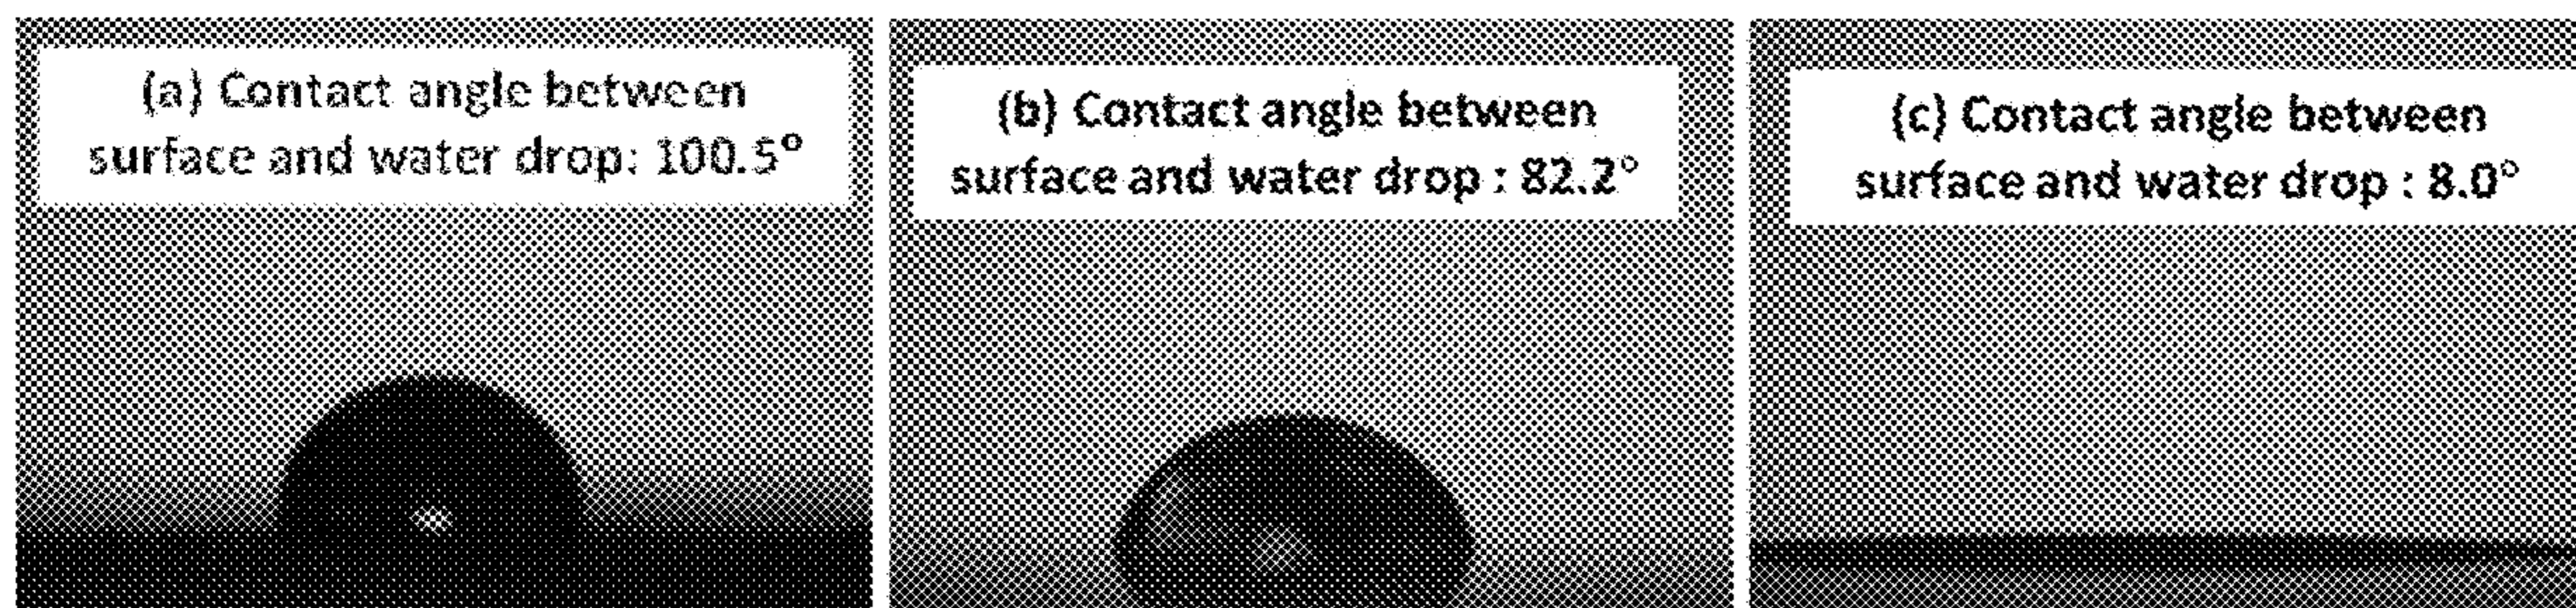 (a) Contact angle between
surface and water drop: 100.5°
(b) Contact angle between
surface and water drop : 82.2°
(c) Contact angle between
surface and water drop : 8.0°